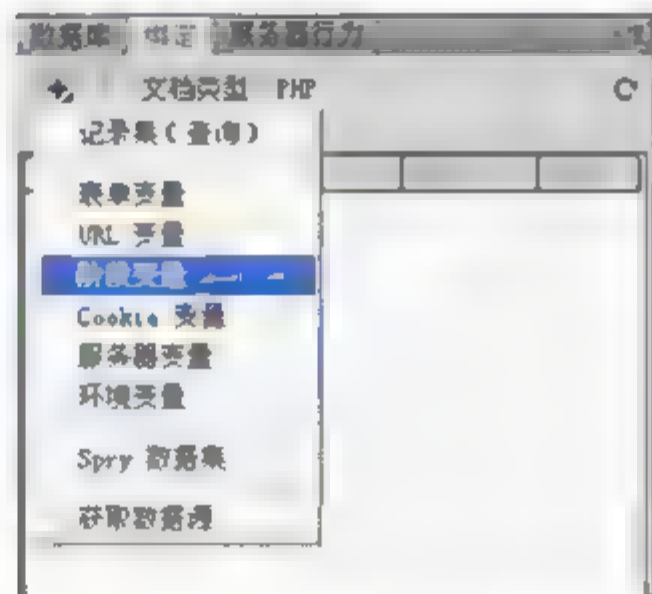 数据库 绑定 服务器行为
文档类型 PHP
记录集(查询)
表单变量
URL 变量
阶段变量
Cookie 变量
服务器变量
环境变量
Spry 数据集
获取数据源